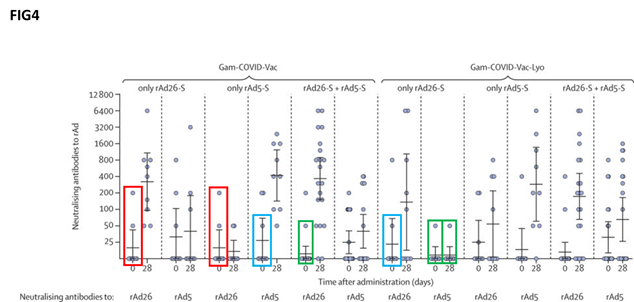 FIG4
Gam-COVID-Vac
Gam-COVID-Vac-Lyo
only rAd26-S
only rAd5-S
rAd26-S + rAd5-S
only rAd26-S
only rAd5-S
rAd26-S + rAd5-S
Neutralising antibodies to rAd
12 800
6400
3200
1600
800
400
200
100
50
25
0 28 0 28 0 28 0 28 0 28 0 28 0 28 0 28 0 28 0 28 0 28 0 28
Time after administration (days)
Neutralising antibodies to: rAd26 rAd5 rAd26 rAd5 rAd26 rAd5 rAd26 rAd5 rAd26 rAd5 rAd26 rAd5